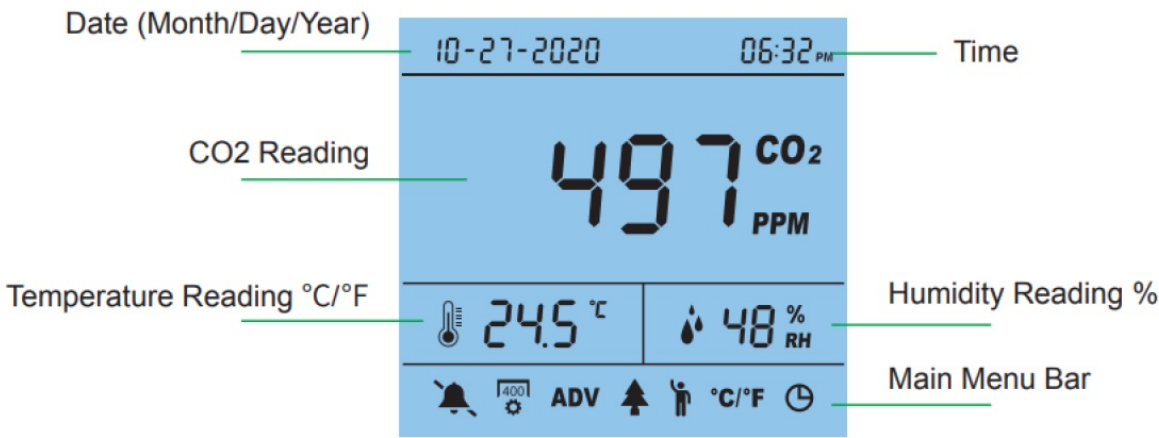 Date (Month/Day/Year)
10-27-2020
06:32 PM
Time
CO2 Reading
497 CO2
PPM
Temperature Reading °C/°F
24.5 °C
48 %
RH
Humidity Reading %
400
ADV
°C/°F
Main Menu Bar